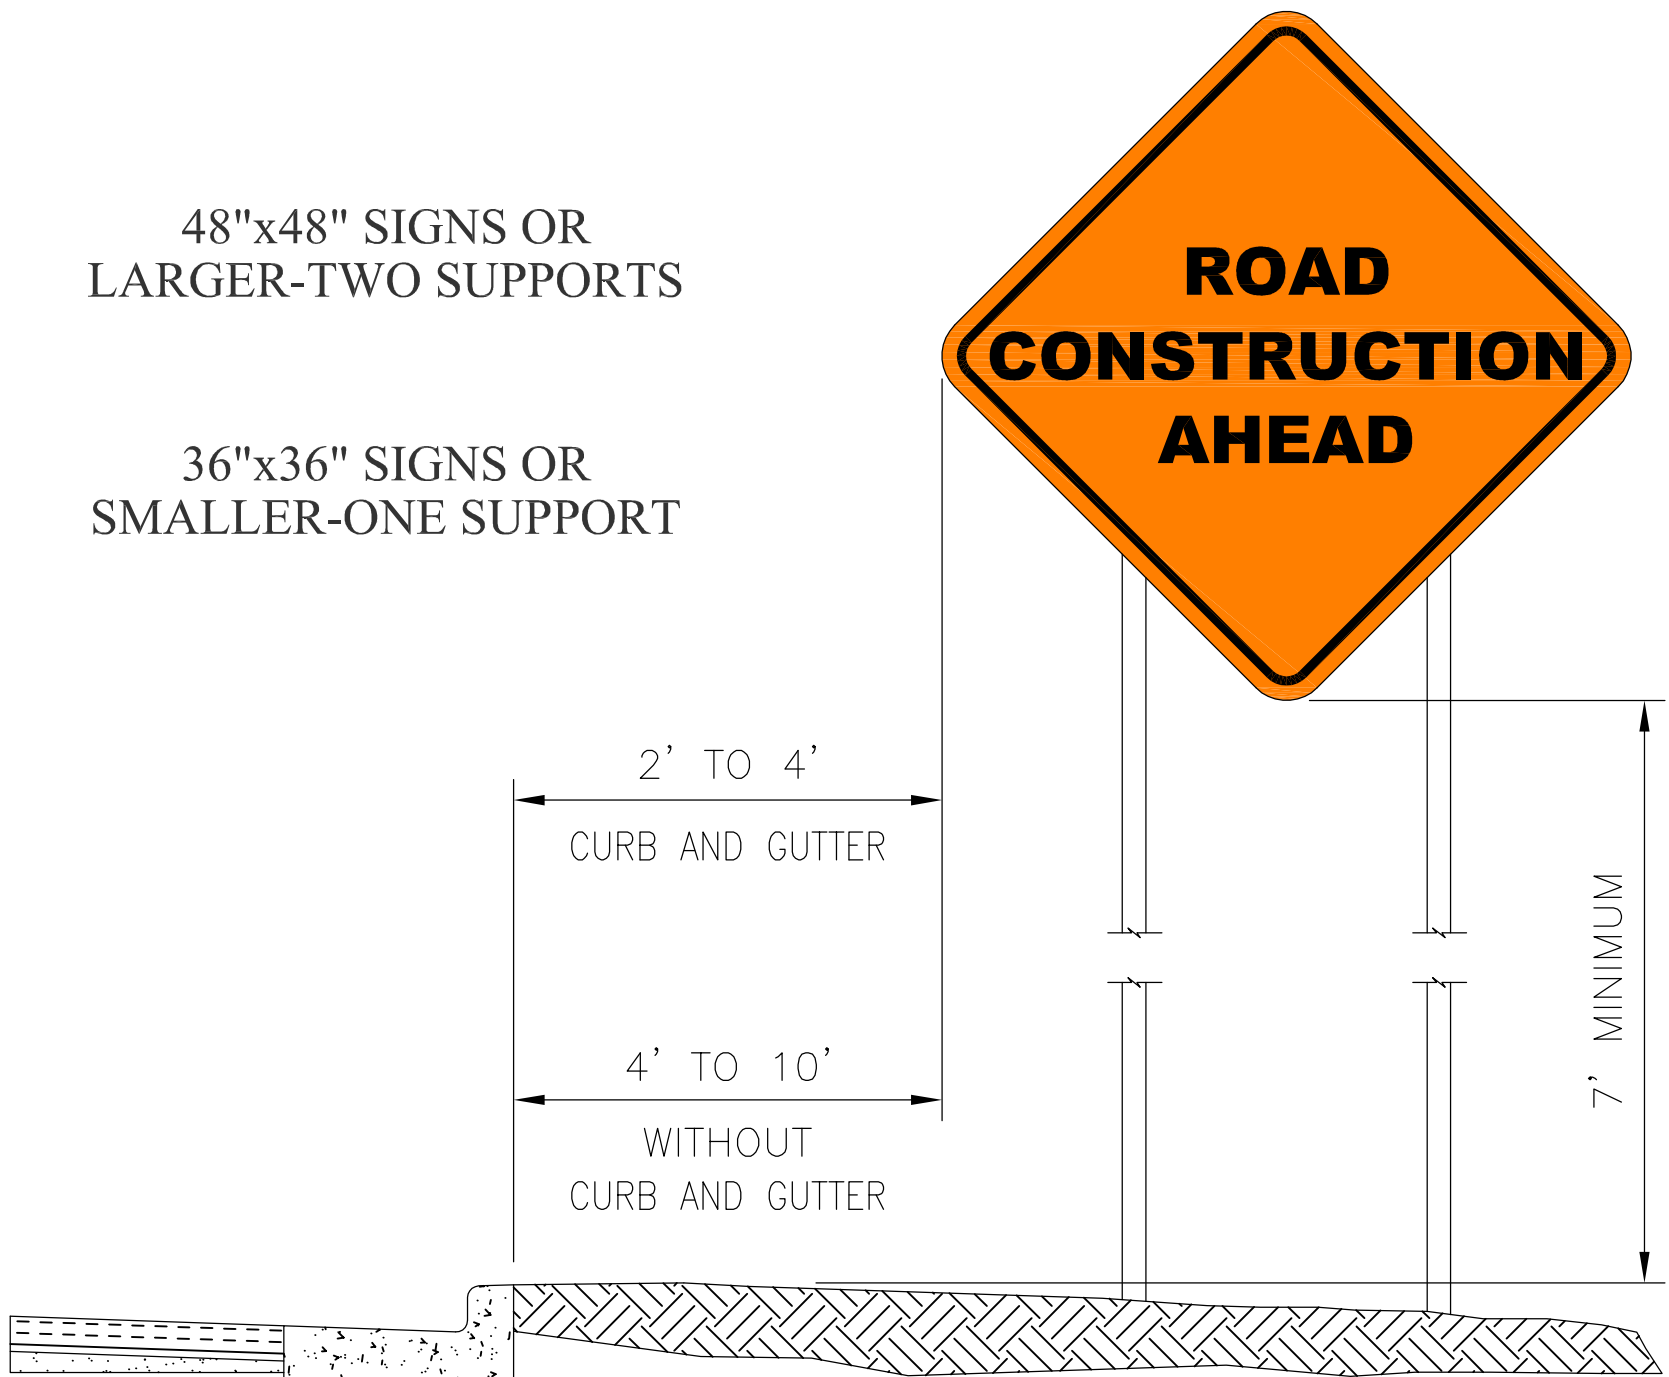 48"x48" SIGNS OR
LARGER-TWO SUPPORTS
36"x36" SIGNS OR
SMALLER-ONE SUPPORT
ROAD
CONSTRUCTION
AHEAD
2' TO 4'
CURB AND GUTTER
4' TO 10'
WITHOUT
CURB AND GUTTER
7' MINIMUM